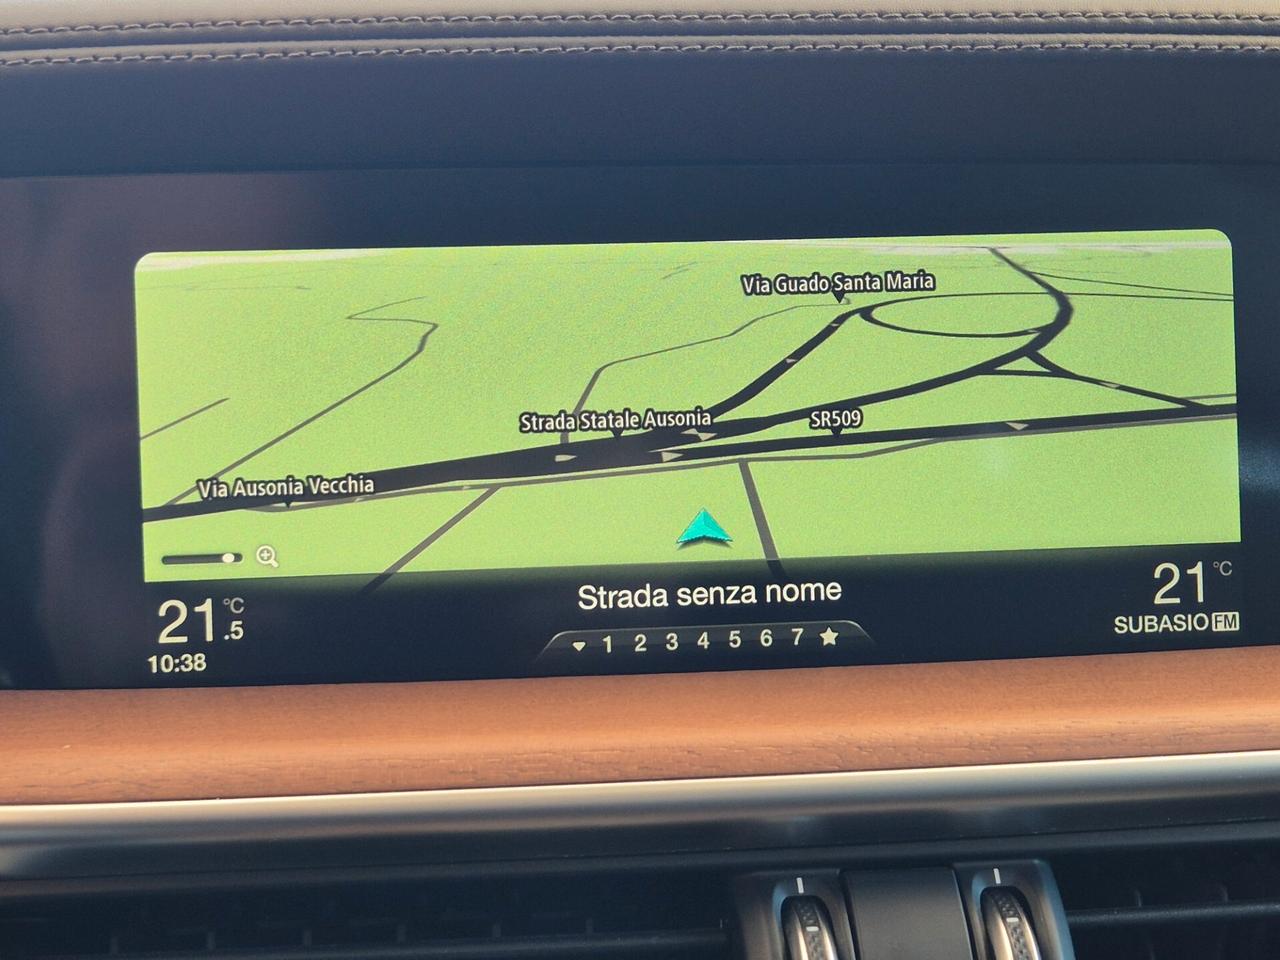 Via Guado Santa Maria
Strada Statale Ausonia
SR509
Via Ausonia Vecchia
Strada senza nome
21.5 °C
21 °C
SUBASIO FM
1 2 3 4 5 6 7
10:38